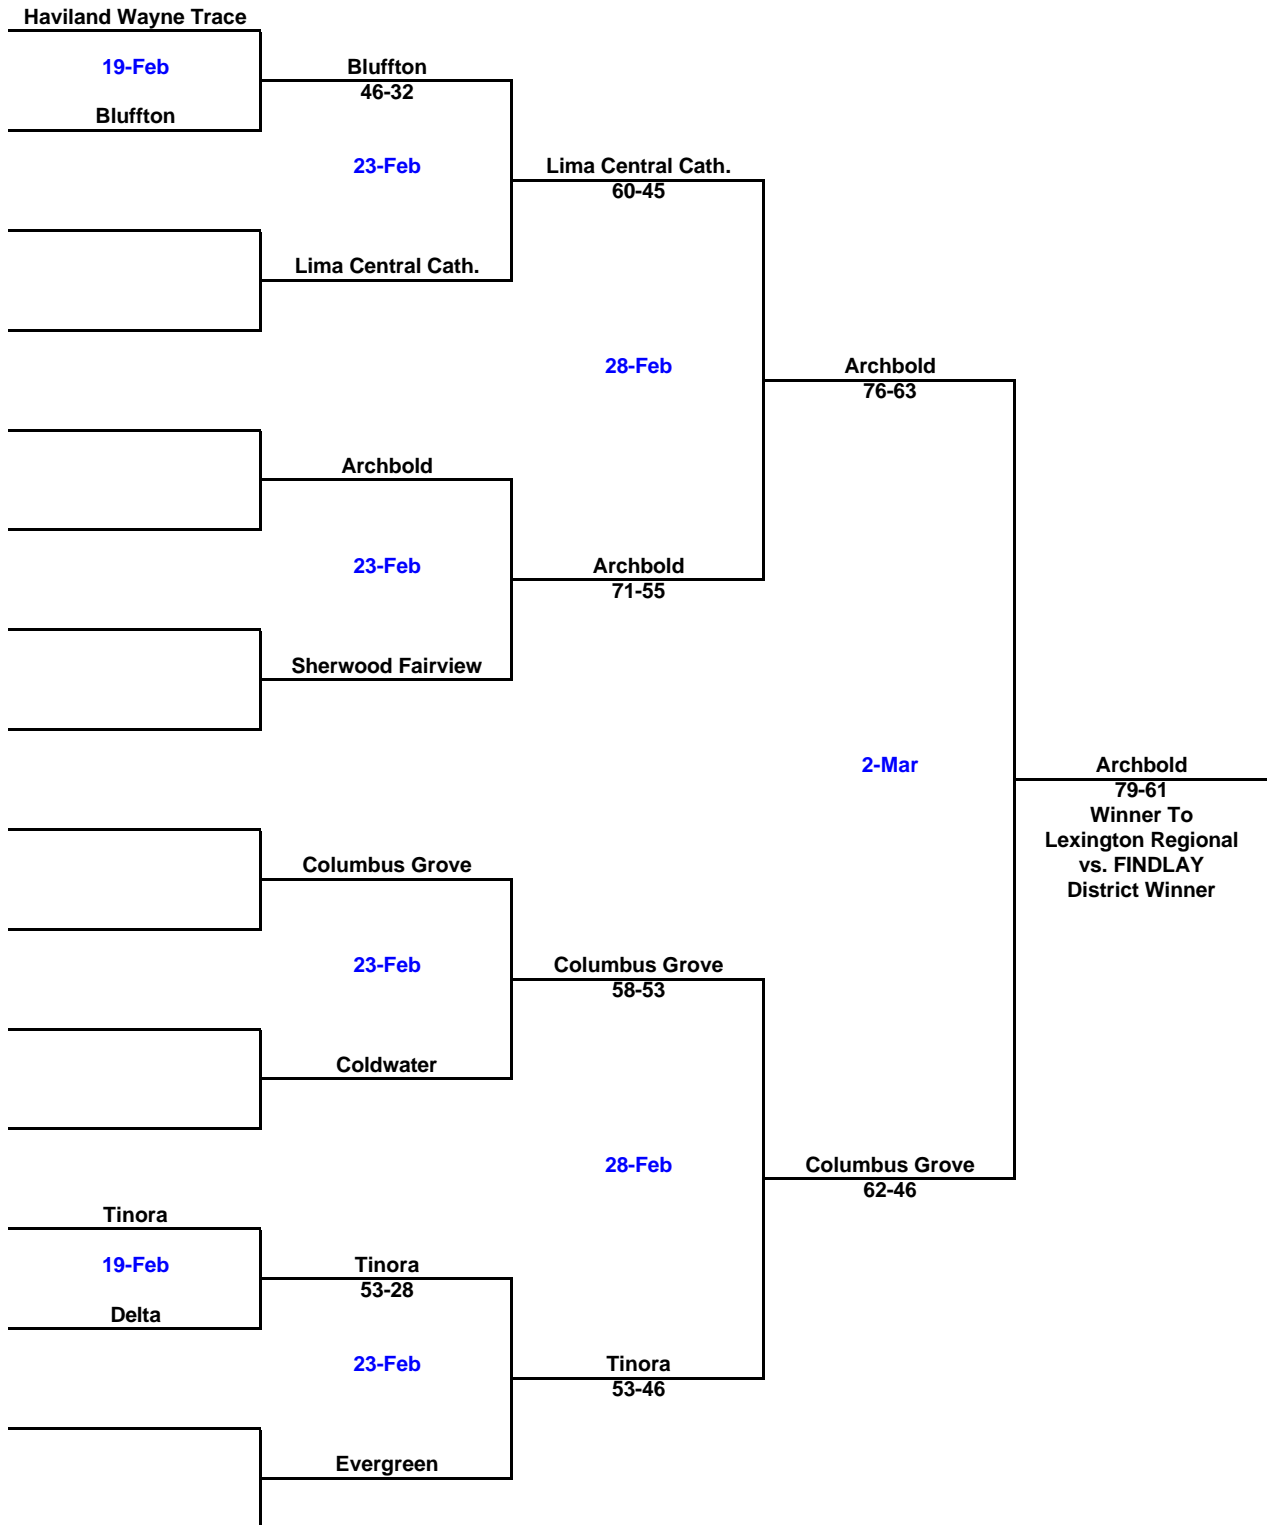 Haviland Wayne Trace
19-Feb
Bluffton
Bluffton
46-32
23-Feb
Lima Central Cath.
60-45
Lima Central Cath.
28-Feb
Archbold
76-63
Archbold
23-Feb
Archbold
71-55
Sherwood Fairview
2-Mar
Archbold
79-61
Winner To
Lexington Regional
vs. FINDLAY
District Winner
Columbus Grove
23-Feb
Columbus Grove
58-53
Coldwater
28-Feb
Columbus Grove
62-46
Tinora
19-Feb
Tinora
53-28
Delta
23-Feb
Tinora
53-46
Evergreen